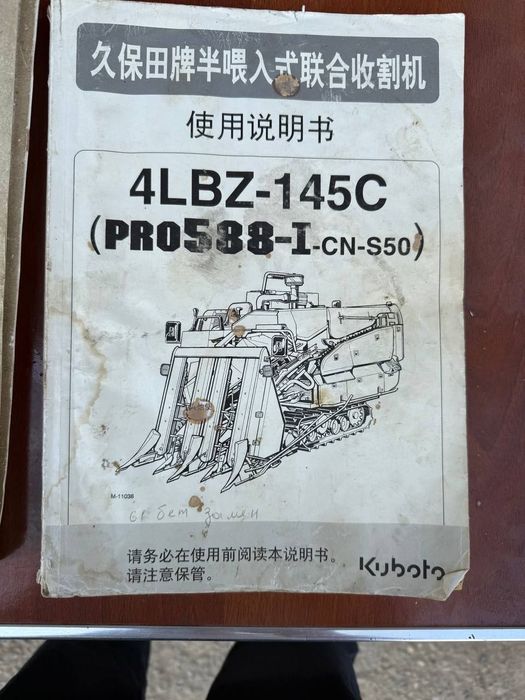 久保田牌半喂入式联合收割机
使用说明书
4LBZ-145C
(PRO588-I-CN-S50)
M-11038
61 бет
请务必在使用前阅读本说明书。
请注意保管。
Kubota